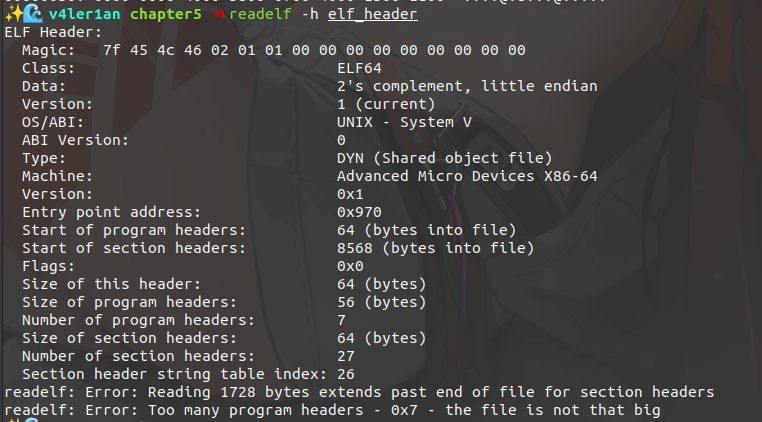 v4ler1an chapter5 → readelf -h elf_header
ELF Header:
  Magic:   7f 45 4c 46 02 01 01 00 00 00 00 00 00 00 00 00
  Class:                             ELF64
  Data:                              2's complement, little endian
  Version:                           1 (current)
  OS/ABI:                            UNIX - System V
  ABI Version:                       0
  Type:                              DYN (Shared object file)
  Machine:                           Advanced Micro Devices X86-64
  Version:                           0x1
  Entry point address:               0x970
  Start of program headers:          64 (bytes into file)
  Start of section headers:          8568 (bytes into file)
  Flags:                             0x0
  Size of this header:               64 (bytes)
  Size of program headers:           56 (bytes)
  Number of program headers:         7
  Size of section headers:           64 (bytes)
  Number of section headers:         27
  Section header string table index: 26
readelf: Error: Reading 1728 bytes extends past end of file for section headers
readelf: Error: Too many program headers - 0x7 - the file is not that big